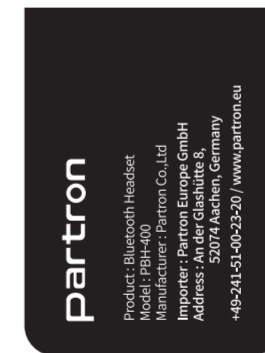 partron
Product : Bluetooth Headset
Model : PBH-400
Manufacturer : Partron Co.,Ltd
Importer : Partron Europe GmbH
Address : An der Glashütte 8,
52074 Aachen, Germany
+49-241-51-00-23-20 / www.partron.eu